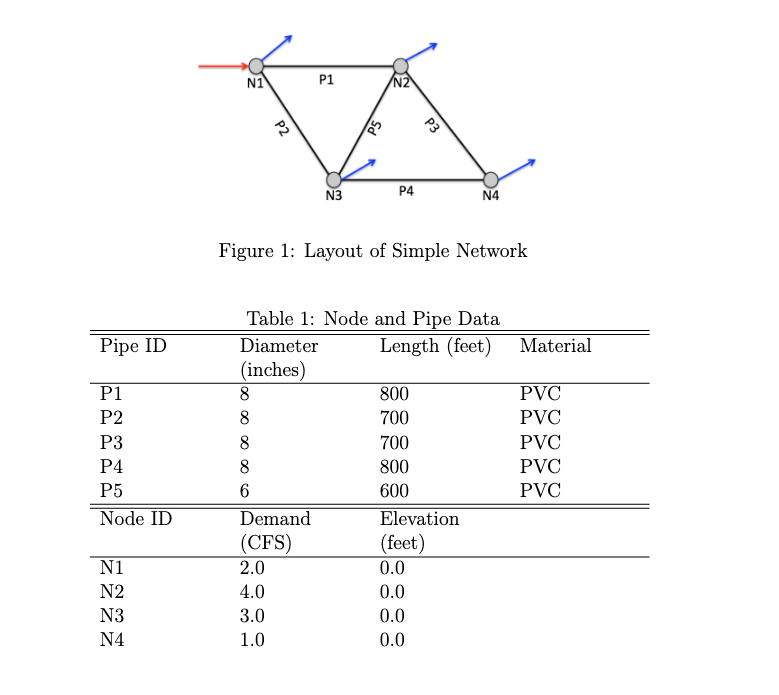 N1
P1
N2
P2
P5
P3
N3
P4
N4
Figure 1: Layout of Simple Network
Table 1: Node and Pipe Data
Pipe ID Diameter (inches) Length (feet) Material
P1 8 800 PVC
P2 8 700 PVC
P3 8 700 PVC
P4 8 800 PVC
P5 6 600 PVC
Node ID Demand (CFS) Elevation (feet)
N1 2.0 0.0
N2 4.0 0.0
N3 3.0 0.0
N4 1.0 0.0